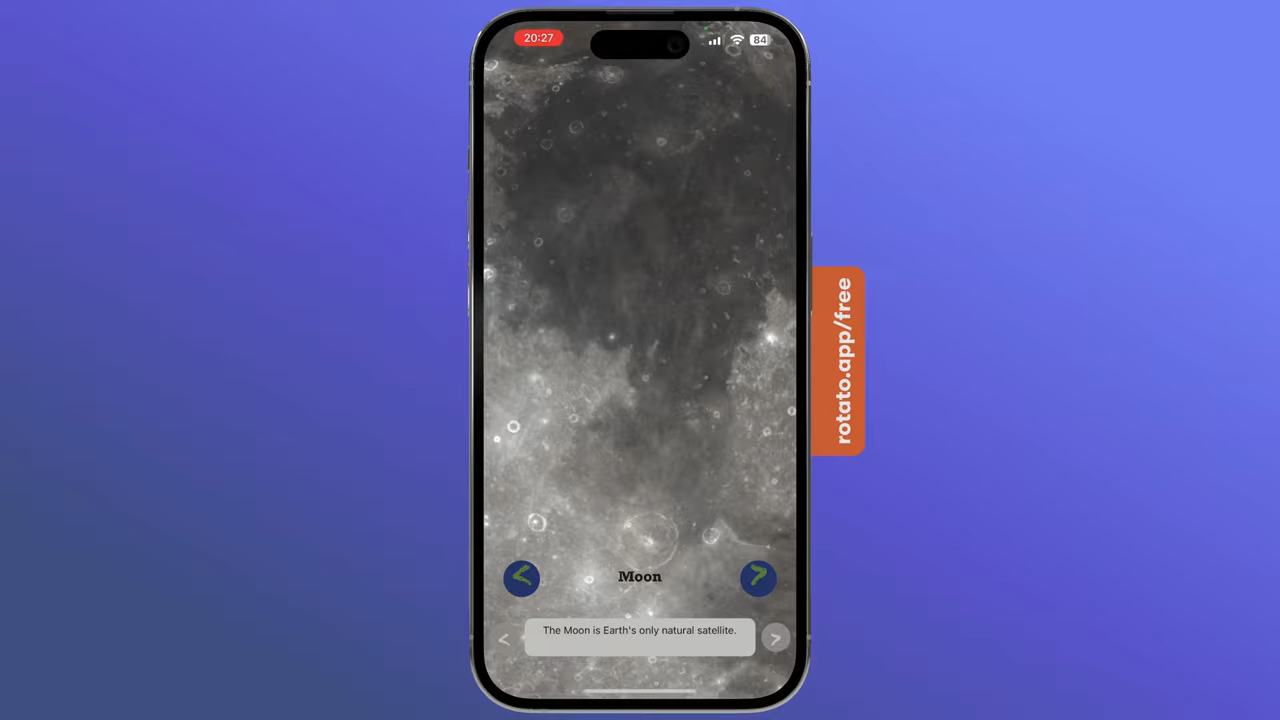 20:27
84
rotato.app/free
Moon
The Moon is Earth's only natural satellite.